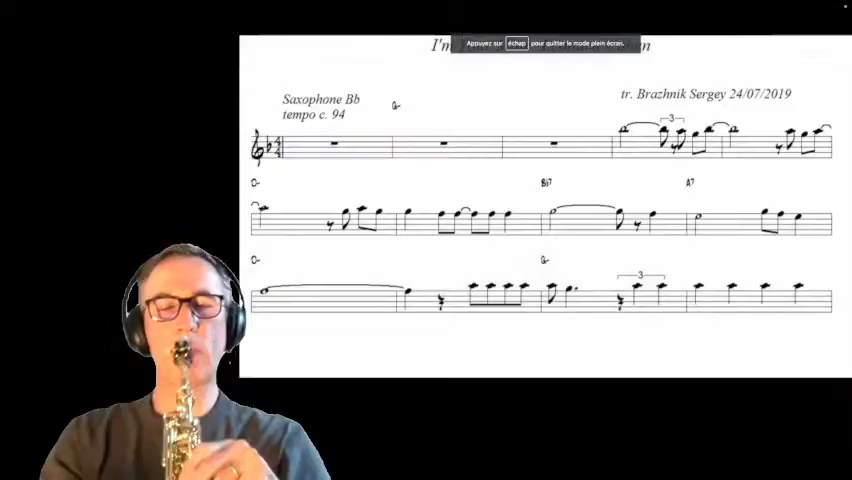 I'm
Appuyez sur échap pour quitter le mode plein écran.
Saxophone Bb
tempo c. 94
G-
tr. Brazhnik Sergey 24/07/2019
3
D-
Bb7
A7
D-
G-
3